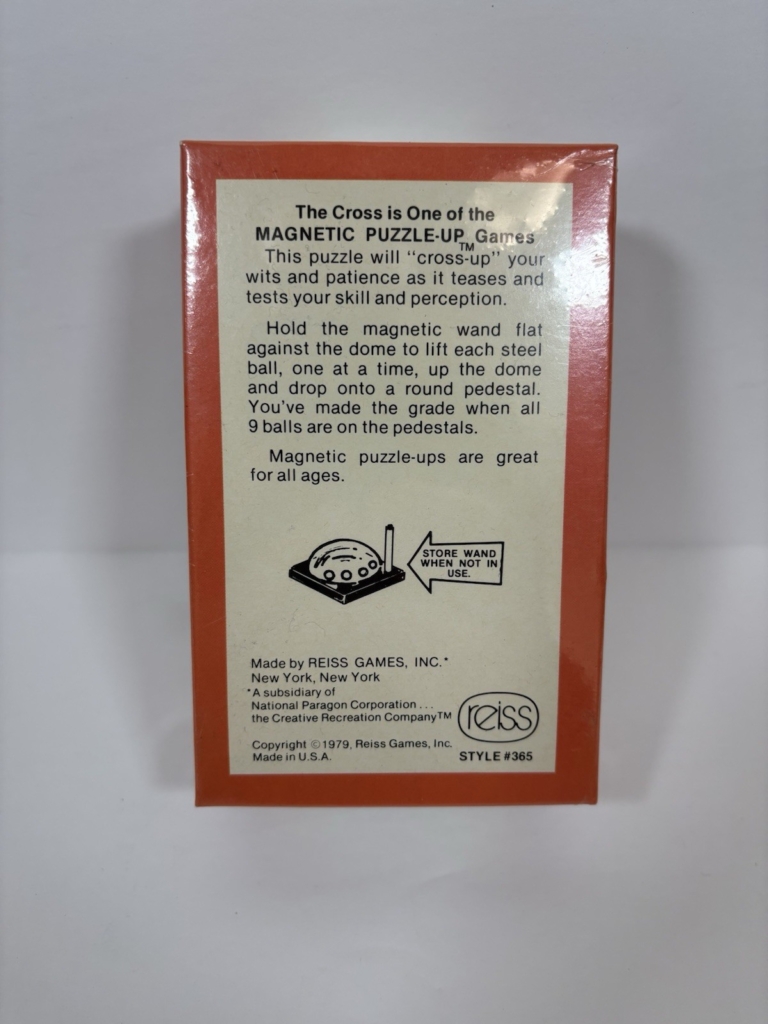 The Cross is One of the
MAGNETIC PUZZLE-UP™ Games
This puzzle will "cross-up" your
wits and patience as it teases and
tests your skill and perception.
Hold the magnetic wand flat
against the dome to lift each steel
ball, one at a time, up the dome
and drop onto a round pedestal.
You've made the grade when all
9 balls are on the pedestals.
Magnetic puzzle-ups are great
for all ages.
STORE WAND
WHEN NOT IN
USE.
Made by REISS GAMES, INC.*
New York, New York
*A subsidiary of
National Paragon Corporation...
the Creative Recreation Company™
reiss
Copyright ©1979, Reiss Games, Inc.
Made in U.S.A.
STYLE #365